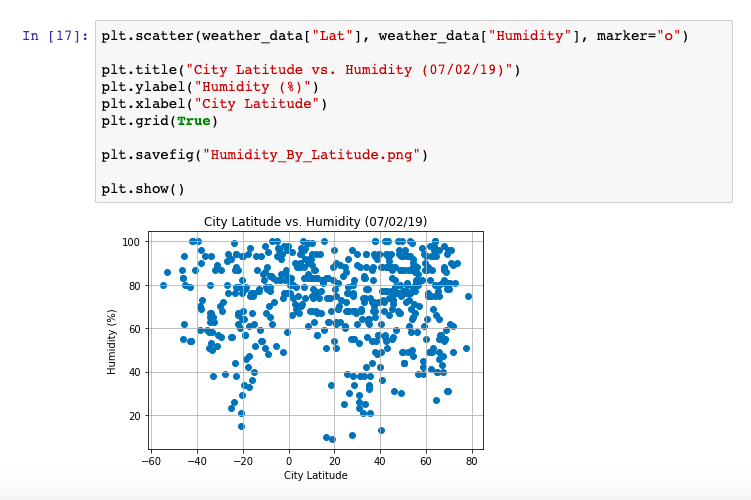 In [17]: plt.scatter(weather_data["Lat"], weather_data["Humidity"], marker="o")
plt.title("City Latitude vs. Humidity (07/02/19)")
plt.ylabel("Humidity (%)")
plt.xlabel("City Latitude")
plt.grid(True)
plt.savefig("Humidity_By_Latitude.png")
plt.show()
City Latitude vs. Humidity (07/02/19)
100
80
60
40
20
Humidity (%)
−60 −40 −20 0 20 40 60 80
City Latitude